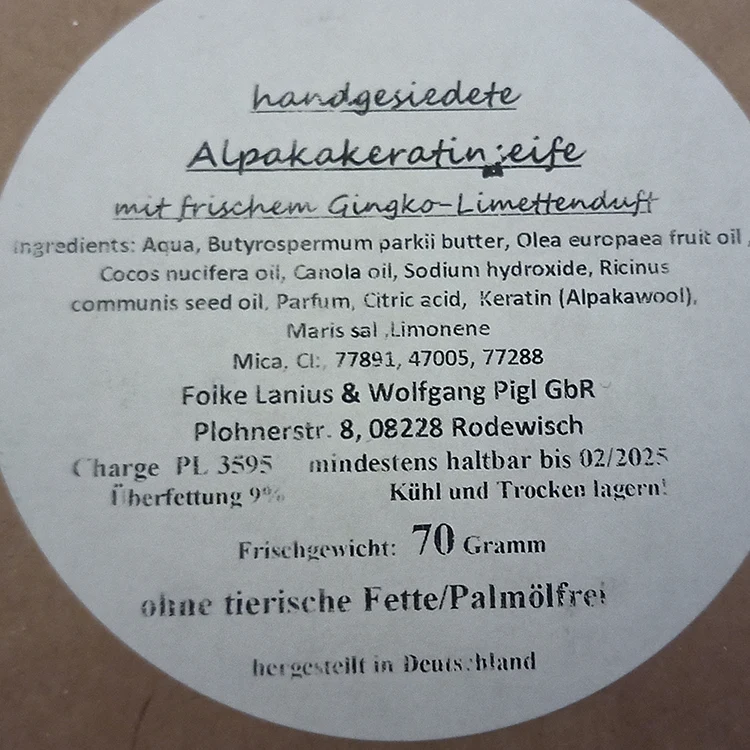 handgesiedete
Alpakakeratinseife
mit frischem Gingko-Limettenduft
Ingredients: Aqua, Butyrospermum parkii butter, Olea europaea fruit oil ,
Cocos nucifera oil, Canola oil, Sodium hydroxide, Ricinus
communis seed oil, Parfum, Citric acid, Keratin (Alpakawool),
Maris sal ,Limonene
Mica, CI:, 77891, 47005, 77288
Foike Lanius & Wolfgang Pigl GbR
Plohnerstr. 8, 08228 Rodewisch
Charge PL 3595 mindestens haltbar bis 02/2025
Überfettung 9% Kühl und Trocken lagern!
Frischgewicht: 70 Gramm
ohne tierische Fette/Palmölfrei
hergestellt in Deutschland